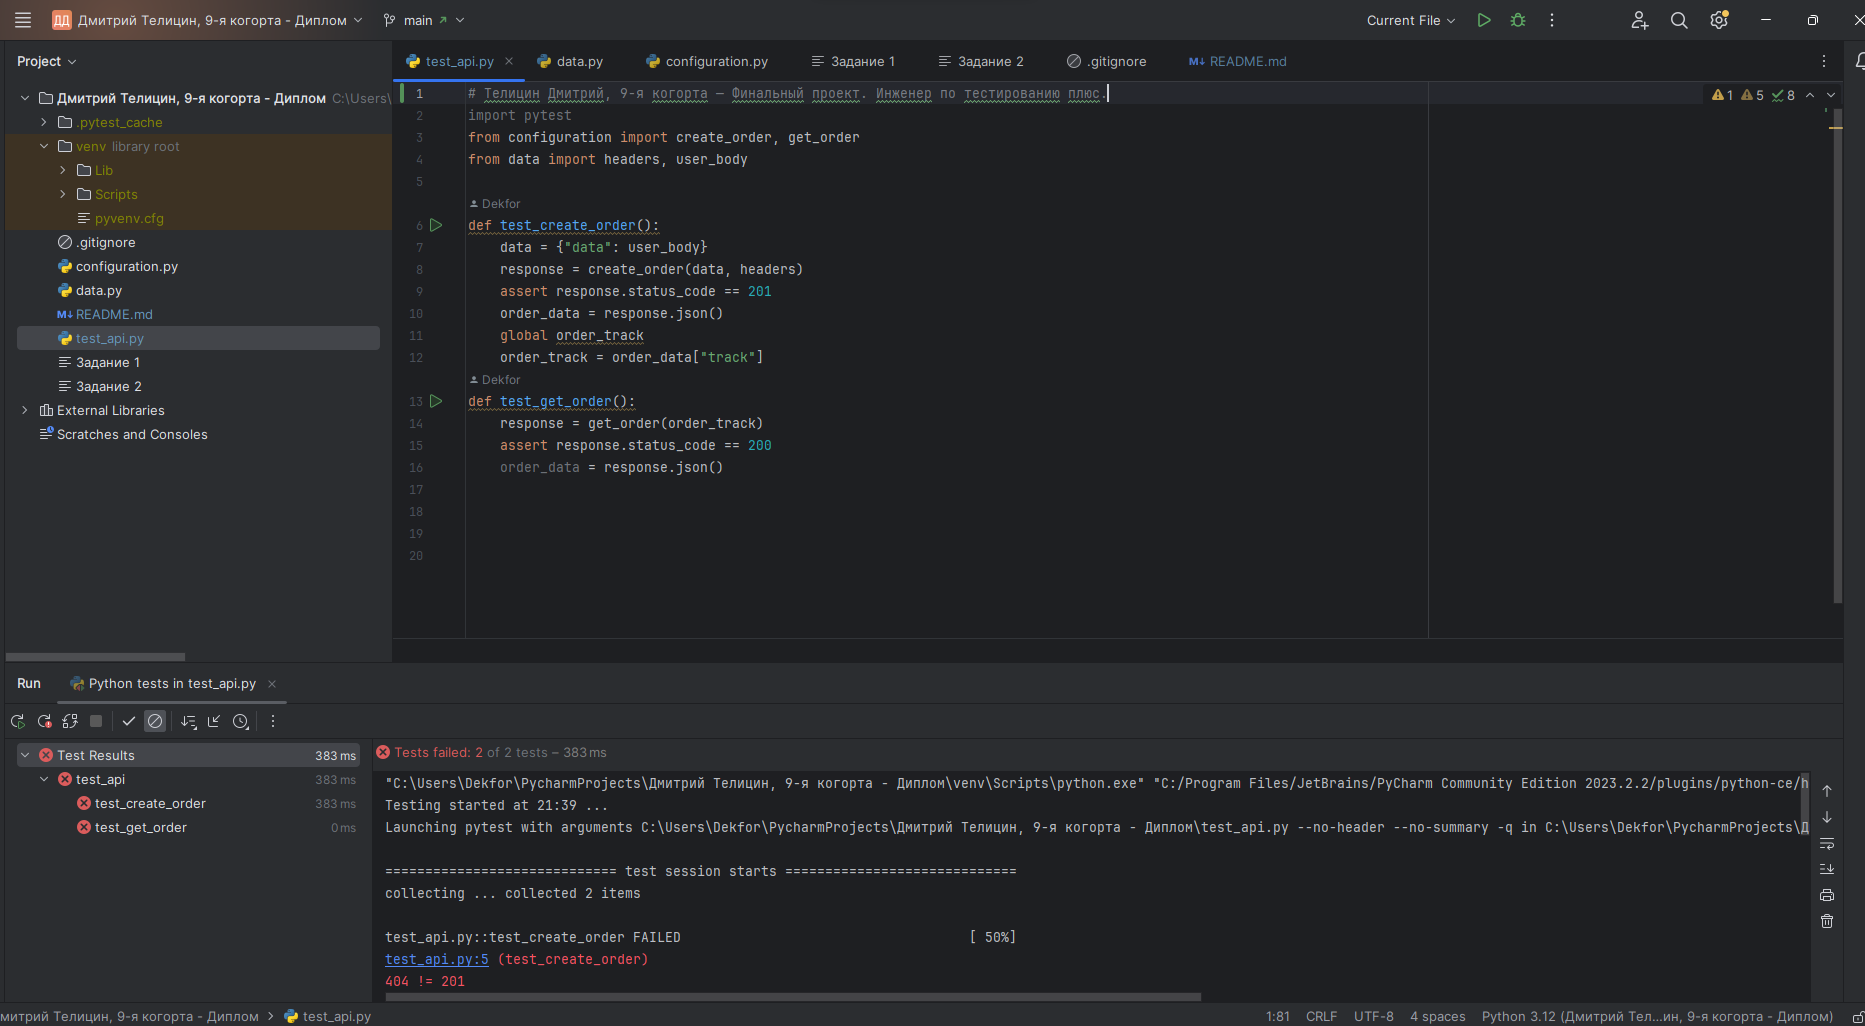 ДД Дмитрий Телицин, 9-я когорта - Диплом main Current File
Project
test_api.py data.py configuration.py Задание 1 Задание 2 .gitignore README.md
Дмитрий Телицин, 9-я когорта - Диплом C:\Users\
.pytest_cache
venv library root
Lib
Scripts
pyvenv.cfg
.gitignore
configuration.py
data.py
M↓ README.md
test_api.py
Задание 1
Задание 2
External Libraries
Scratches and Consoles
1 # Телицин Дмитрий, 9-я когорта — Финальный проект. Инженер по тестированию плюс.
1 5 8
2 import pytest
3 from configuration import create_order, get_order
4 from data import headers, user_body
5
Dekfor
6 def test_create_order():
7 data = {"data": user_body}
8 response = create_order(data, headers)
9 assert response.status_code == 201
10 order_data = response.json()
11 global order_track
12 order_track = order_data["track"]
Dekfor
13 def test_get_order():
14 response = get_order(order_track)
15 assert response.status_code == 200
16 order_data = response.json()
17
18
19
20
Run Python tests in test_api.py
Test Results 383 ms
test_api 383 ms
test_create_order 383 ms
test_get_order 0 ms
Tests failed: 2 of 2 tests – 383 ms
"C:\Users\Dekfor\PycharmProjects\Дмитрий Телицин, 9-я когорта - Диплом\venv\Scripts\python.exe" "C:/Program Files/JetBrains/PyCharm Community Edition 2023.2.2/plugins/python-ce/h
Testing started at 21:39 ...
Launching pytest with arguments C:\Users\Dekfor\PycharmProjects\Дмитрий Телицин, 9-я когорта - Диплом\test_api.py --no-header --no-summary -q in C:\Users\Dekfor\PycharmProjects\Д
============================= test session starts =============================
collecting ... collected 2 items
test_api.py::test_create_order FAILED [ 50%]
test_api.py:5 (test_create_order)
404 != 201
митрий Телицин, 9-я когорта - Диплом > test_api.py
1:81 CRLF UTF-8 4 spaces Python 3.12 (Дмитрий Тел...ин, 9-я когорта - Диплом)